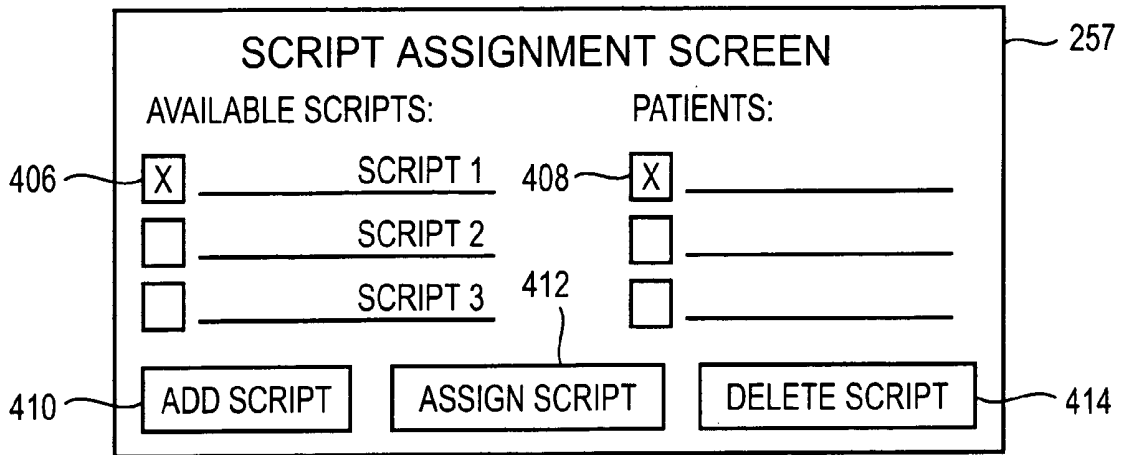 SCRIPT ASSIGNMENT SCREEN
257
AVAILABLE SCRIPTS: PATIENTS:
406 X SCRIPT 1 408 X
SCRIPT 2
SCRIPT 3 412
410 ADD SCRIPT ASSIGN SCRIPT DELETE SCRIPT 414